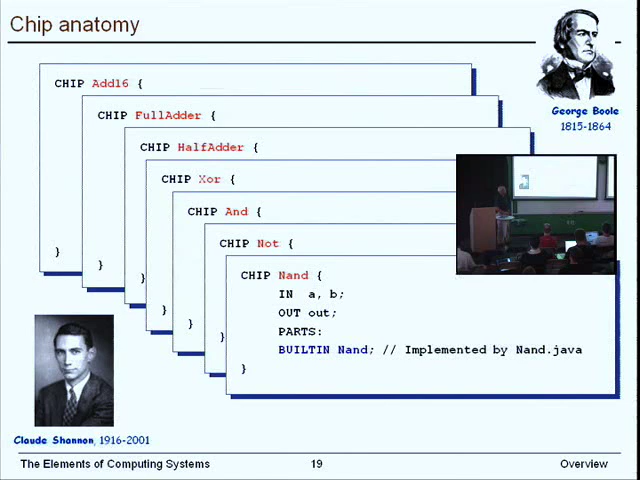 Chip anatomy
George Boole
1815-1864
CHIP Add16 {
CHIP FullAdder {
CHIP HalfAdder {
CHIP Xor {
CHIP And {
CHIP Not {
CHIP Nand {
IN a, b;
OUT out;
PARTS:
BUILTIN Nand; // Implemented by Nand.java
}
}
}
}
}
}
}
Claude Shannon, 1916-2001
The Elements of Computing Systems
19
Overview